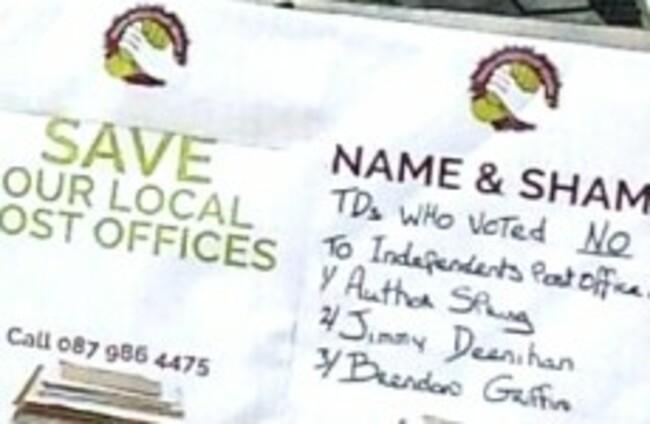 SAVE
OUR LOCAL
OST OFFICES
Call 087 986 4475
NAME & SHAM
TDs WHO VOTED NO
To Independents Post Office
1/ Author Spring
2/ Jimmy Deenihan
3/ Brendan Griffin